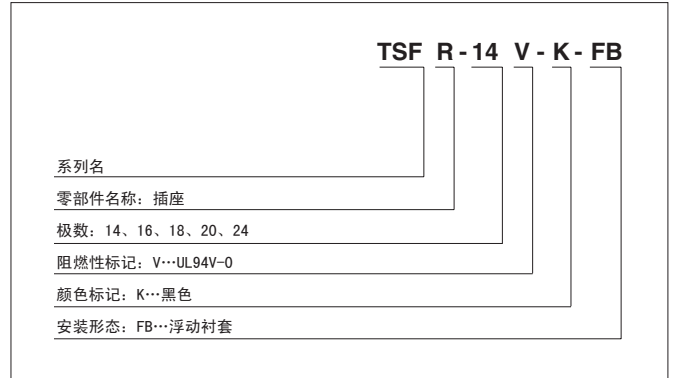 TSF R - 14 V - K - FB
系列名
零部件名称：插座
极数：14、16、18、20、24
阻燃性标记：V…UL94V-0
颜色标记：K…黑色
安装形态：FB…浮动衬套